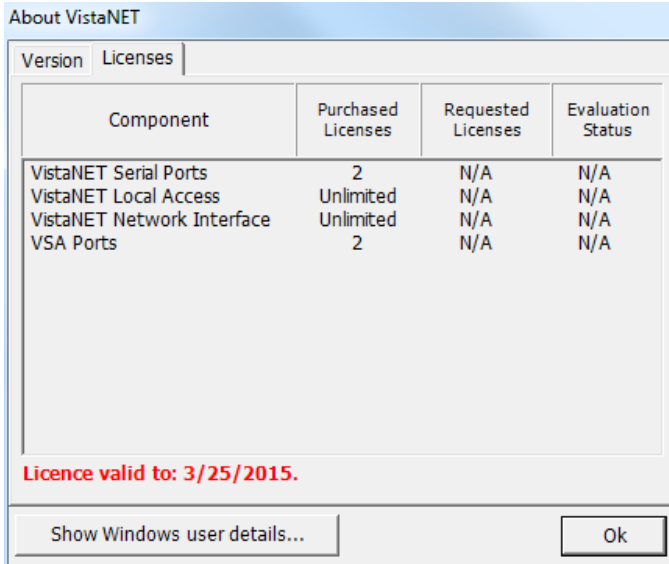 About VistaNET
Version Licenses
Component Purchased Licenses Requested Licenses Evaluation Status
VistaNET Serial Ports 2 N/A N/A
VistaNET Local Access Unlimited N/A N/A
VistaNET Network Interface Unlimited N/A N/A
VSA Ports 2 N/A N/A
Licence valid to: 3/25/2015.
Show Windows user details... Ok